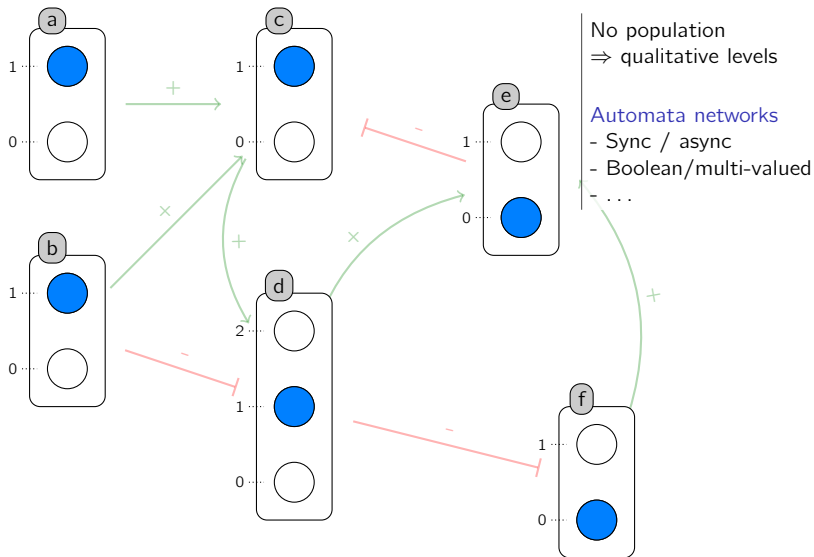 a
1
0
+
c
1
0
No population
⇒ qualitative levels
Automata networks
- Sync / async
- Boolean/multi-valued
- . . .
e
1
0
-
+
b
1
0
+
-
+
d
2
1
0
+
-
f
1
0